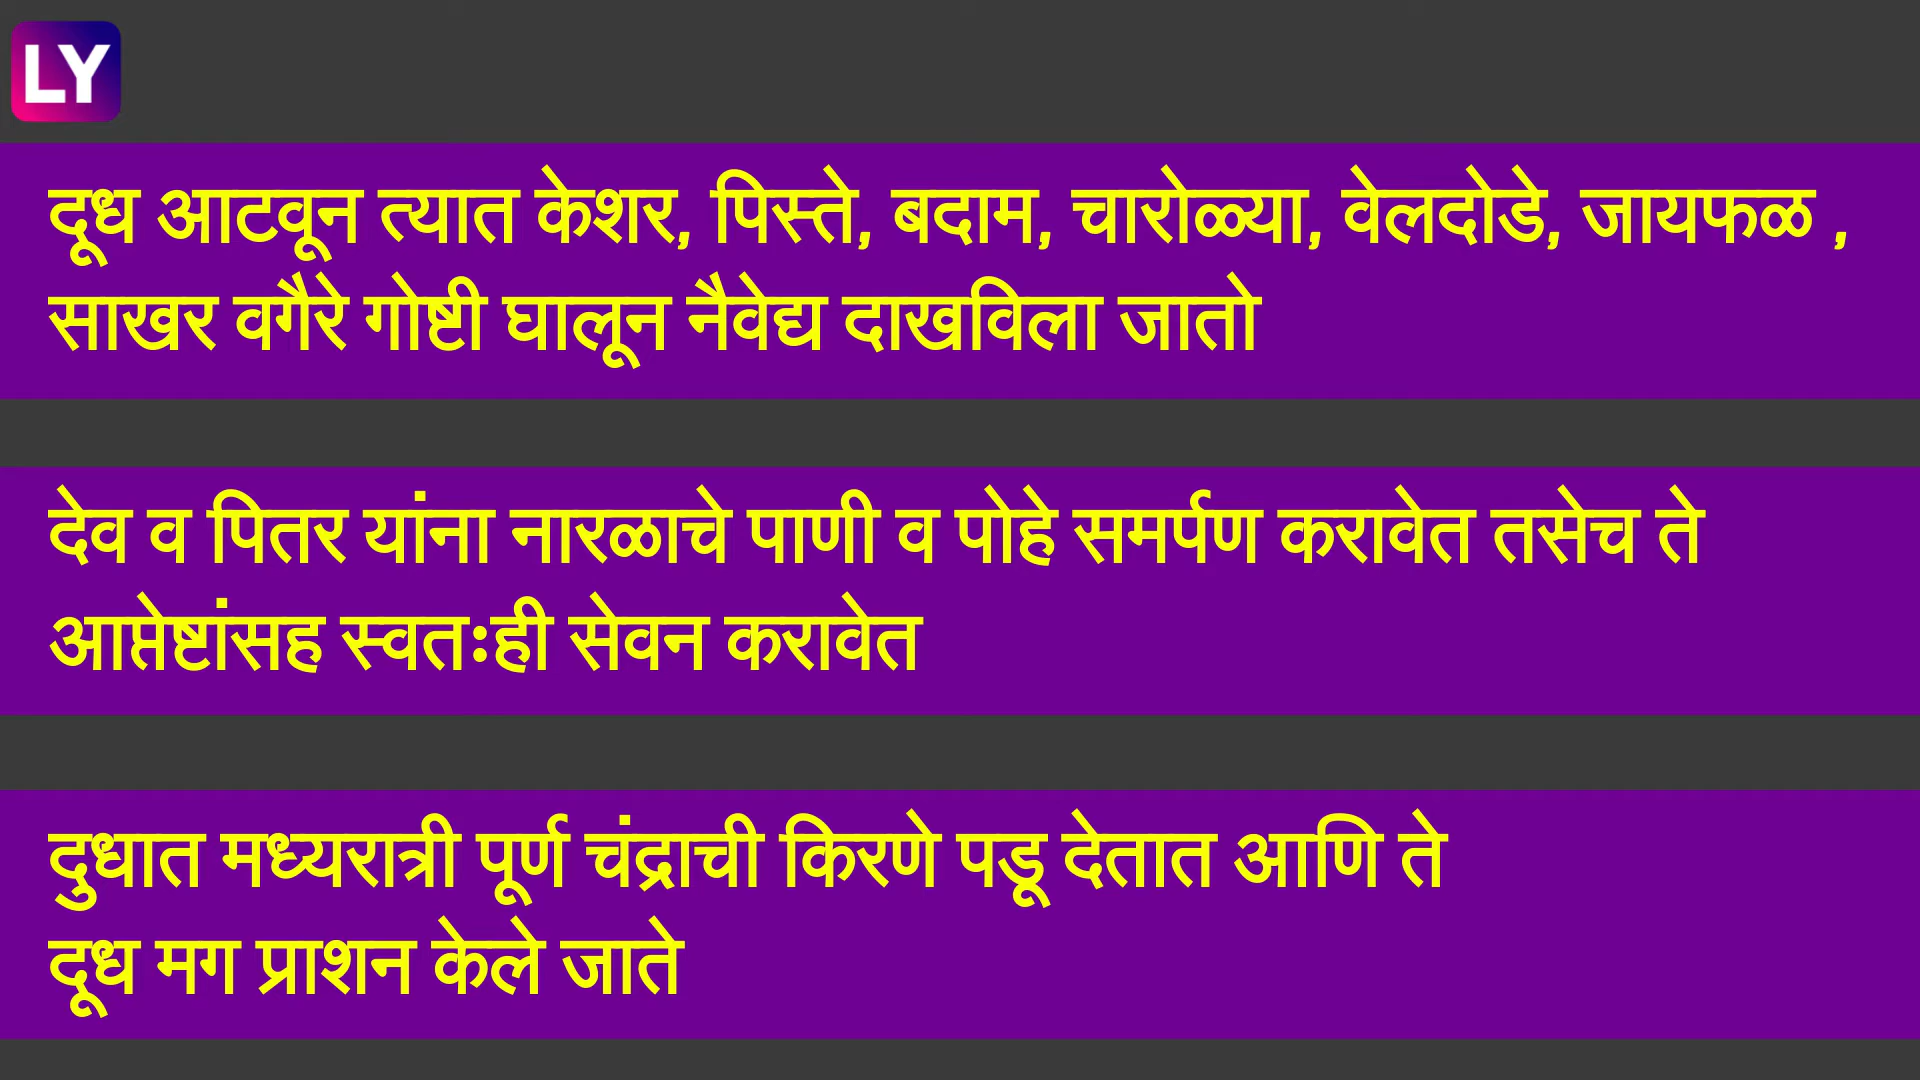 LY
दूध आटवून त्यात केशर, पिस्ते, बदाम, चारोळ्या, वेलदोडे, जायफळ ,
साखर वगैरे गोष्टी घालून नैवेद्य दाखविला जातो
देव व पितर यांना नारळाचे पाणी व पोहे समर्पण करावेत तसेच ते
आप्तेष्टांसह स्वतःही सेवन करावेत
दुधात मध्यरात्री पूर्ण चंद्राची किरणे पडू देतात आणि ते
दूध मग प्राशन केले जाते